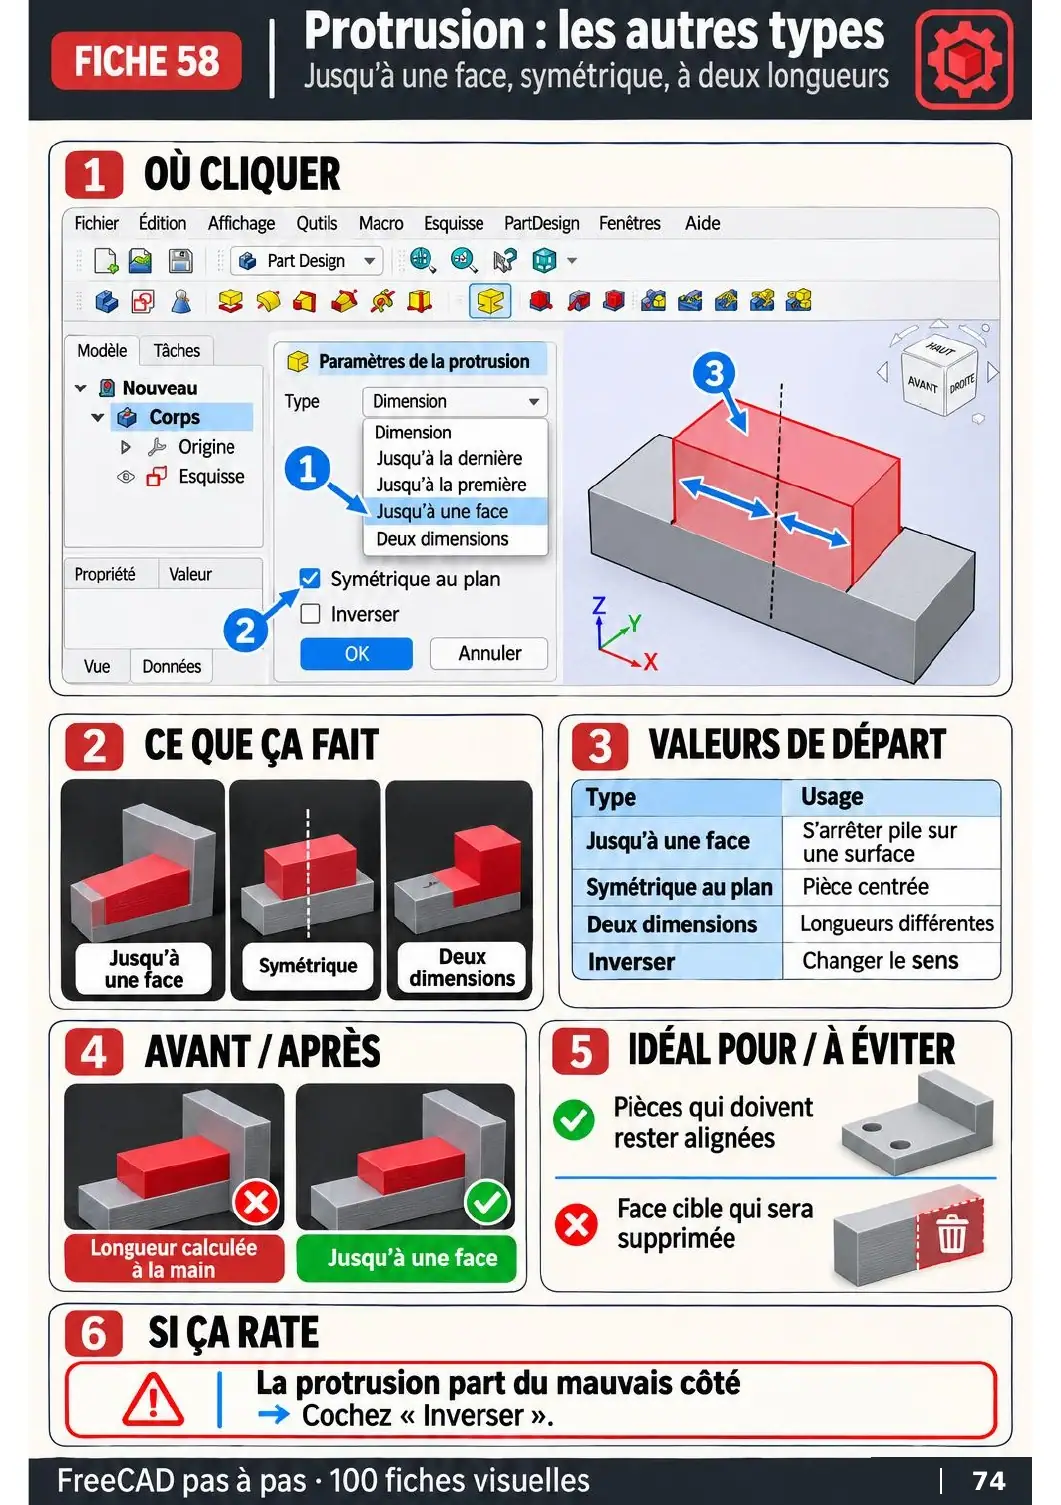 FICHE 58
Protrusion : les autres types
Jusqu'à une face, symétrique, à deux longueurs
1 OÙ CLIQUER
Fichier Édition Affichage Outils Macro Esquisse PartDesign Fenêtres Aide
Part Design
Modèle Tâches
Nouveau
Corps
Origine
Esquisse
Propriété Valeur
Vue Données
Paramètres de la protrusion
Type Dimension
Dimension
Jusqu'à la dernière
Jusqu'à la première
Jusqu'à une face
Deux dimensions
1
Symétrique au plan
2
Inverser
OK Annuler
3
HAUT
AVANT DROITE
Z
Y
X
2 CE QUE ÇA FAIT
Jusqu'à
une face
Symétrique
Deux
dimensions
3 VALEURS DE DÉPART
Type Usage
Jusqu'à une face S'arrêter pile sur
une surface
Symétrique au plan Pièce centrée
Deux dimensions Longueurs différentes
Inverser Changer le sens
4 AVANT / APRÈS
Longueur calculée
à la main
Jusqu'à une face
5 IDÉAL POUR / À ÉVITER
Pièces qui doivent
rester alignées
Face cible qui sera
supprimée
6 SI ÇA RATE
La protrusion part du mauvais côté
→ Cochez « Inverser ».
FreeCAD pas à pas · 100 fiches visuelles | 74